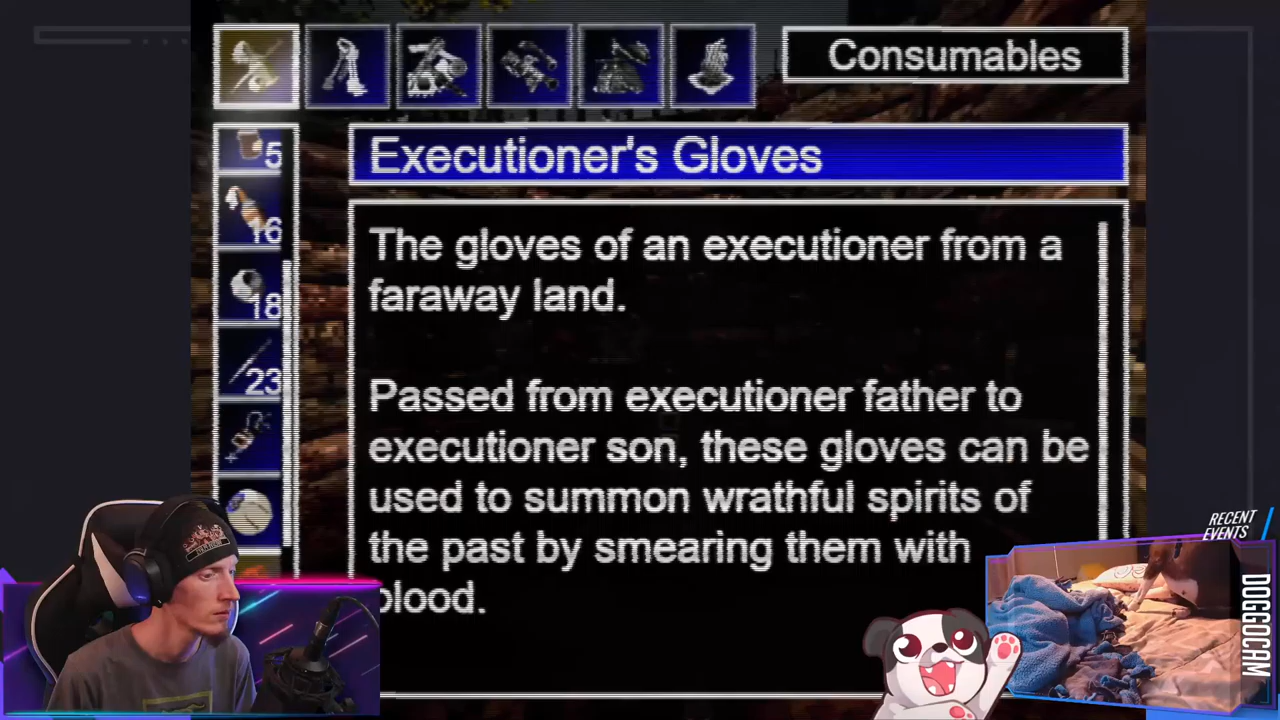 Consumables
Executioner's Gloves
The gloves of an executioner from a
faraway land.
Passed from executioner father to
executioner son, these gloves can be
used to summon wrathful spirits of
the past by smearing them with
blood.
5
16
18
23
RECENT
EVENTS
DOGGOCAM